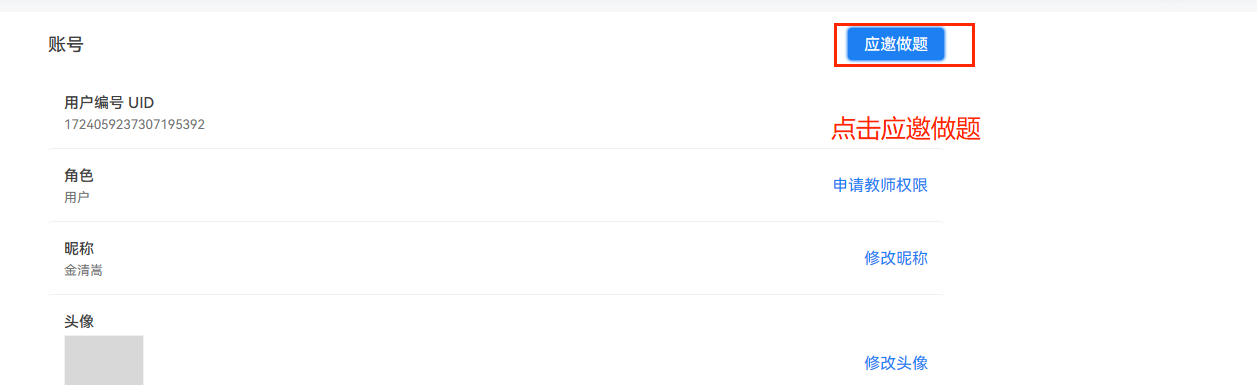 账号
应邀做题
用户编号 UID
1724059237307195392
点击应邀做题
角色
用户
申请教师权限
昵称
金清嵩
修改昵称
头像
修改头像